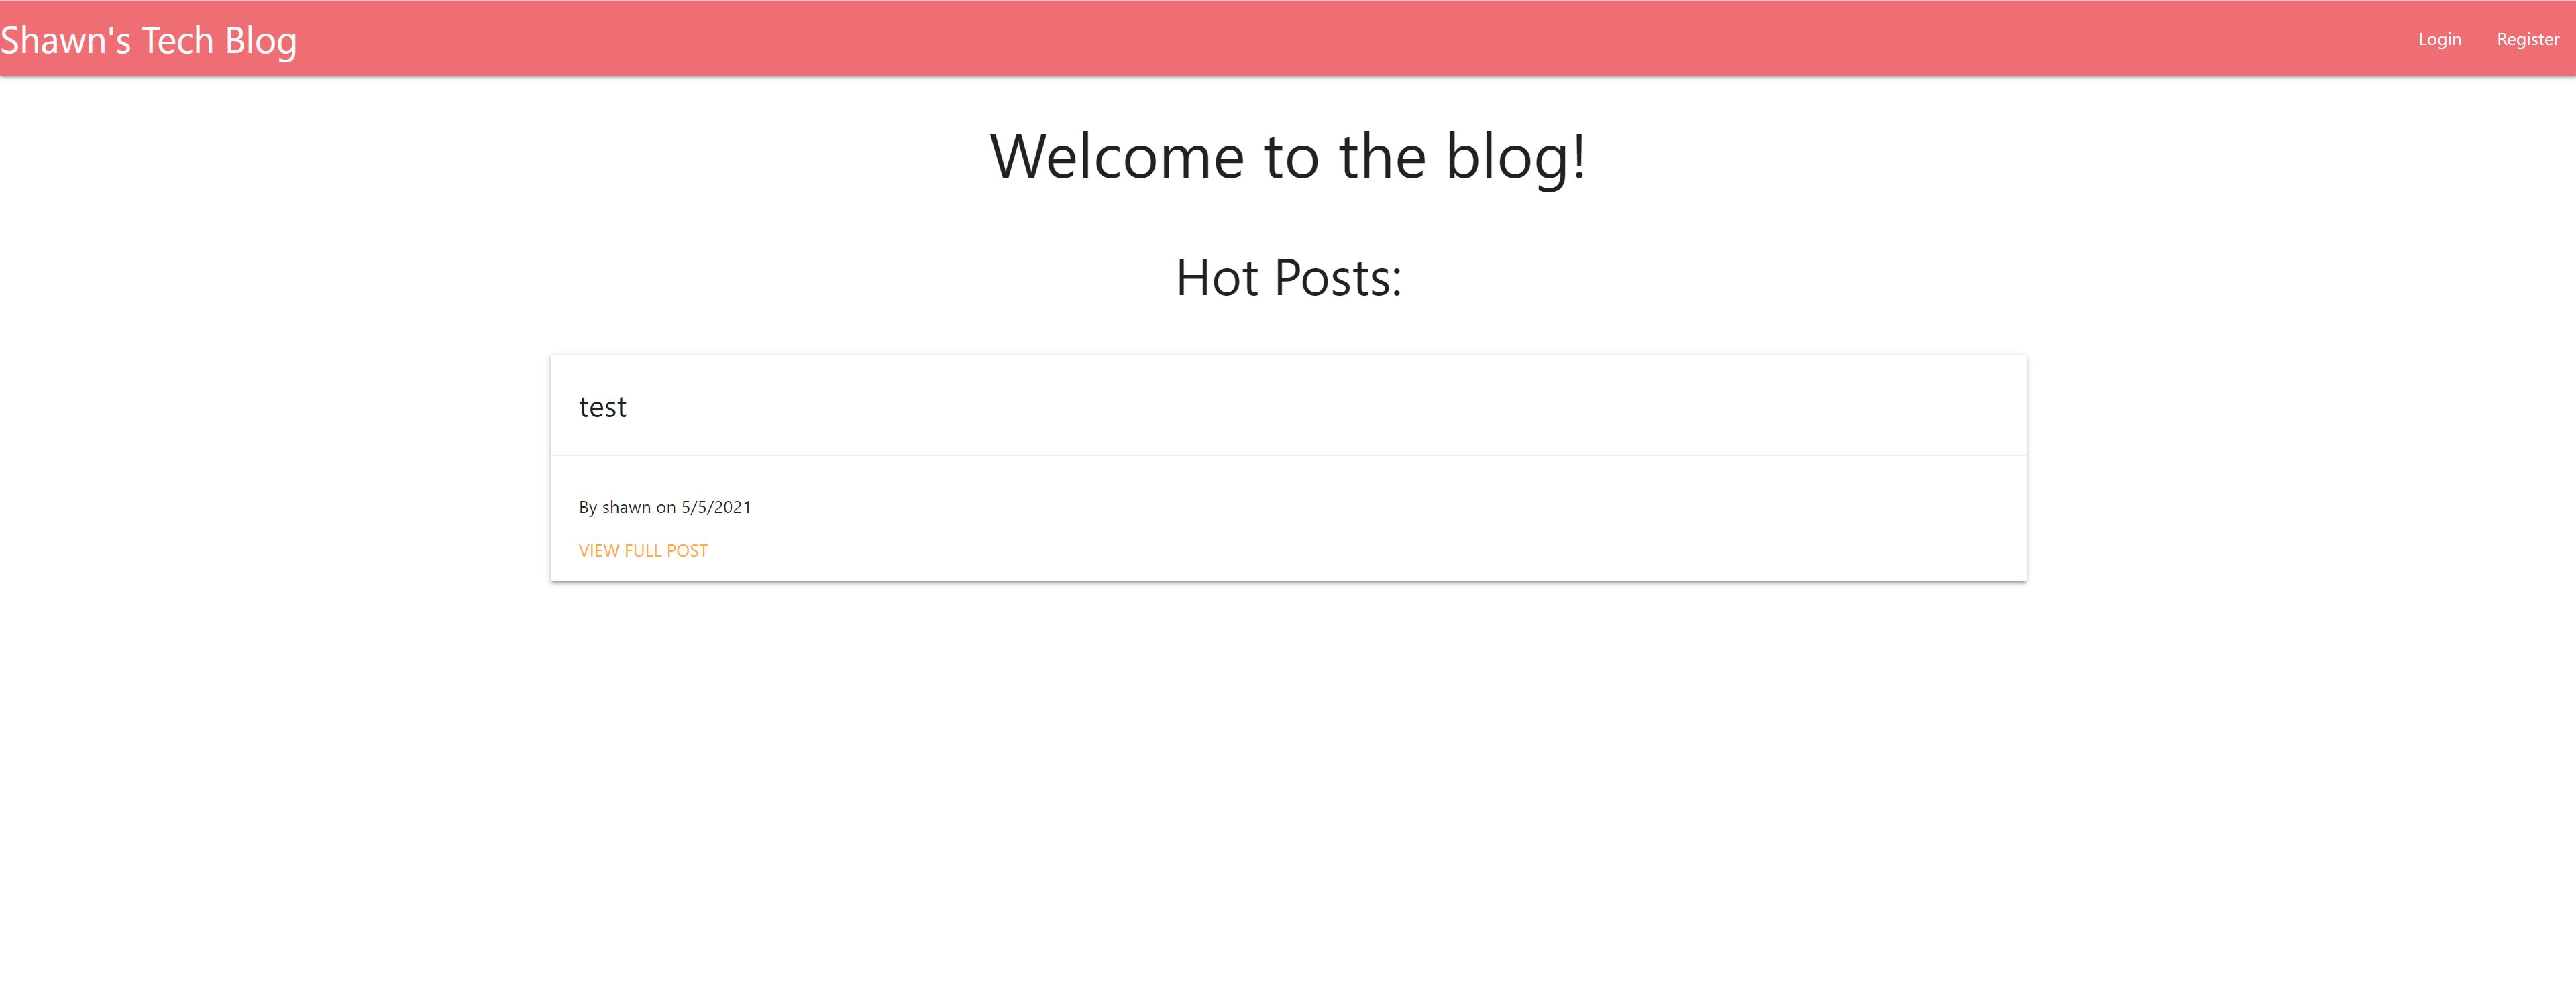 Shawn's Tech Blog
Login Register
Welcome to the blog!
Hot Posts:
test
By shawn on 5/5/2021
VIEW FULL POST